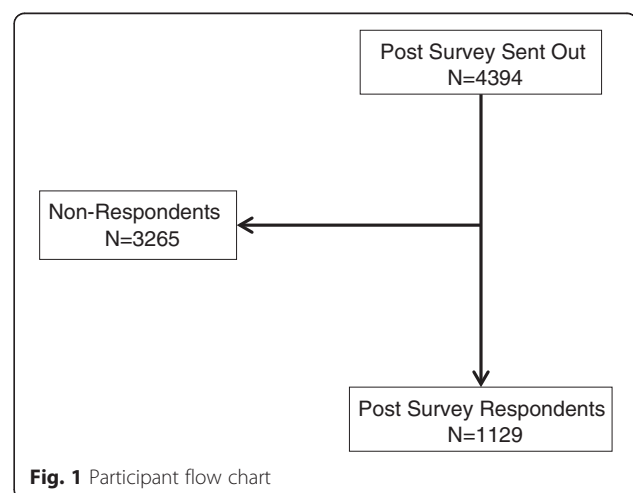 Post Survey Sent Out
N=4394
Non-Respondents
N=3265
Post Survey Respondents
N=1129
Fig. 1 Participant flow chart